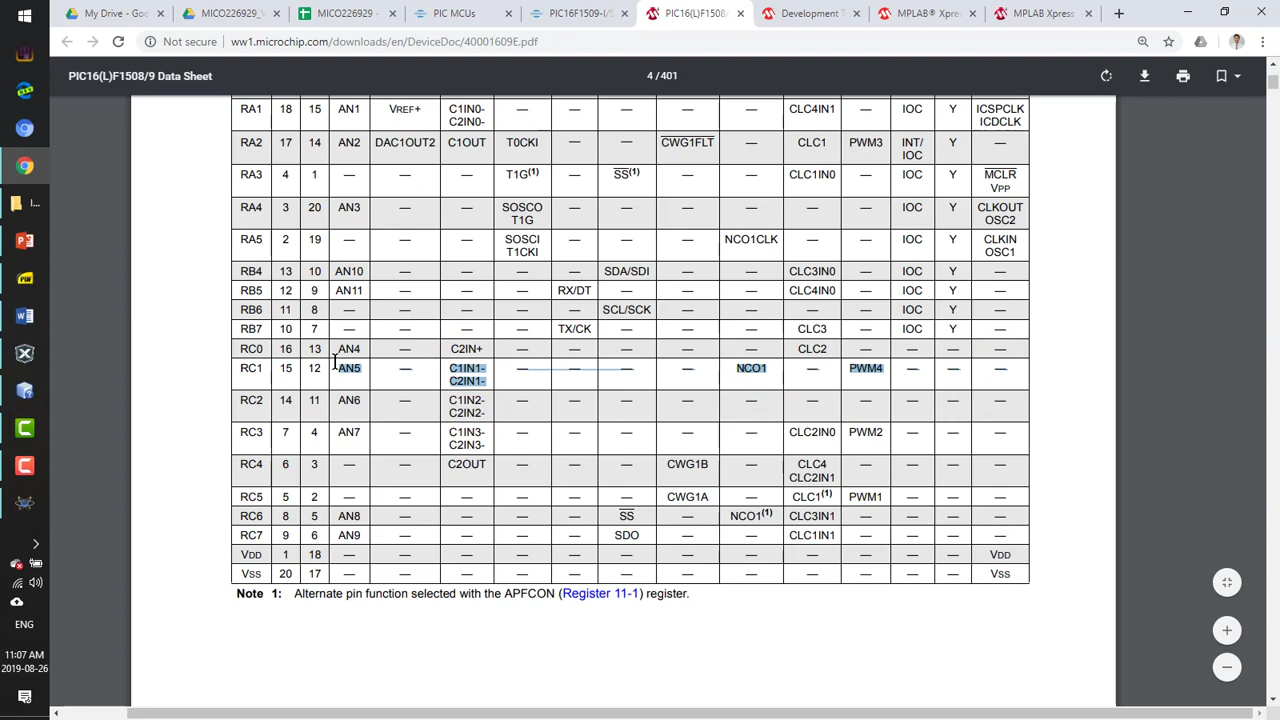 My Drive - Goo
MICO226929_
MICO226929 -
PIC MCUs
PIC16F1509-I/S
PIC16(L)F1508/
Development T
MPLAB® Xpres
MPLAB Xpress
Not secure ww1.microchip.com/downloads/en/DeviceDoc/40001609E.pdf
PIC16(L)F1508/9 Data Sheet 4 / 401
RA1 18 15 AN1 VREF+ C1IN0- C2IN0- — — — — — CLC4IN1 — IOC Y ICSPCLK ICDCLK
RA2 17 14 AN2 DAC1OUT2 C1OUT T0CKI — — CWG1FLT — CLC1 PWM3 INT/ IOC Y —
RA3 4 1 — — — T1G(1) — SS(1) — — CLC1IN0 — IOC Y MCLR VPP
RA4 3 20 AN3 — — SOSCO T1G — — — — — — IOC Y CLKOUT OSC2
RA5 2 19 — — — SOSCI T1CKI — — — NCO1CLK — — IOC Y CLKIN OSC1
RB4 13 10 AN10 — — — — SDA/SDI — — CLC3IN0 — IOC Y —
RB5 12 9 AN11 — — — RX/DT — — — CLC4IN0 — IOC Y —
RB6 11 8 — — — — — SCL/SCK — — — — IOC Y —
RB7 10 7 — — — — TX/CK — — — CLC3 — IOC Y —
RC0 16 13 AN4 — C2IN+ — — — — — CLC2 — — — —
RC1 15 12 AN5 — C1IN1- C2IN1- — — — — NCO1 — PWM4 — — —
RC2 14 11 AN6 — C1IN2- C2IN2- — — — — — — — — — —
RC3 7 4 AN7 — C1IN3- C2IN3- — — — — — CLC2IN0 PWM2 — — —
RC4 6 3 — — C2OUT — — — CWG1B — CLC4 CLC2IN1 — — — —
RC5 5 2 — — — — — — CWG1A — CLC1(1) PWM1 — — —
RC6 8 5 AN8 — — — — SS — NCO1(1) CLC3IN1 — — — —
RC7 9 6 AN9 — — — — SDO — — CLC1IN1 — — — —
VDD 1 18 — — — — — — — — — — — — VDD
VSS 20 17 — — — — — — — — — — — — VSS
Note 1: Alternate pin function selected with the APFCON (Register 11-1) register.
I...
ENG
11:07 AM
2019-08-26